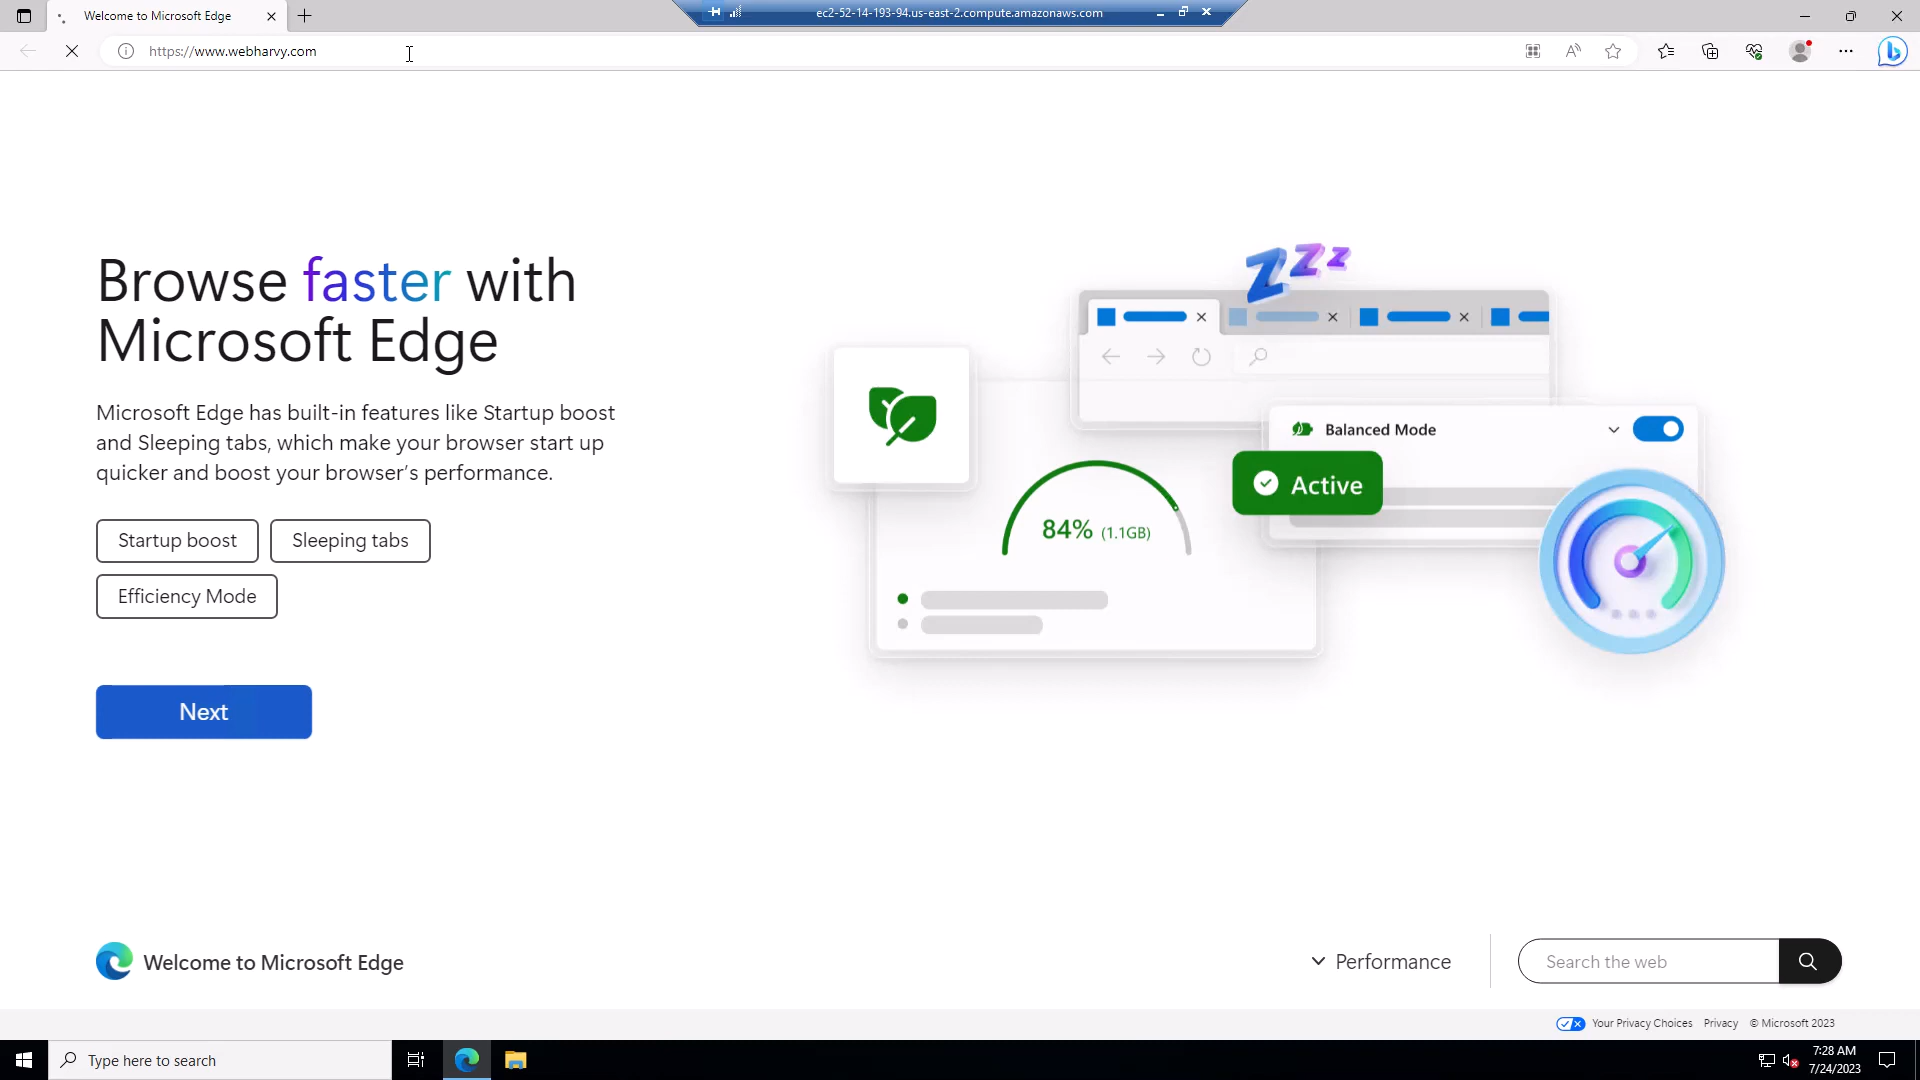 Welcome to Microsoft Edge
ec2-52-14-193-94.us-east-2.compute.amazonaws.com
https://www.webharvy.com
Browse faster with
Microsoft Edge
Microsoft Edge has built-in features like Startup boost
and Sleeping tabs, which make your browser start up
quicker and boost your browser's performance.
Startup boost
Sleeping tabs
Efficiency Mode
Next
zzz
Balanced Mode
Active
84% (1.1GB)
Welcome to Microsoft Edge
Performance
Search the web
Your Privacy Choices
Privacy
© Microsoft 2023
Type here to search
7:28 AM
7/24/2023